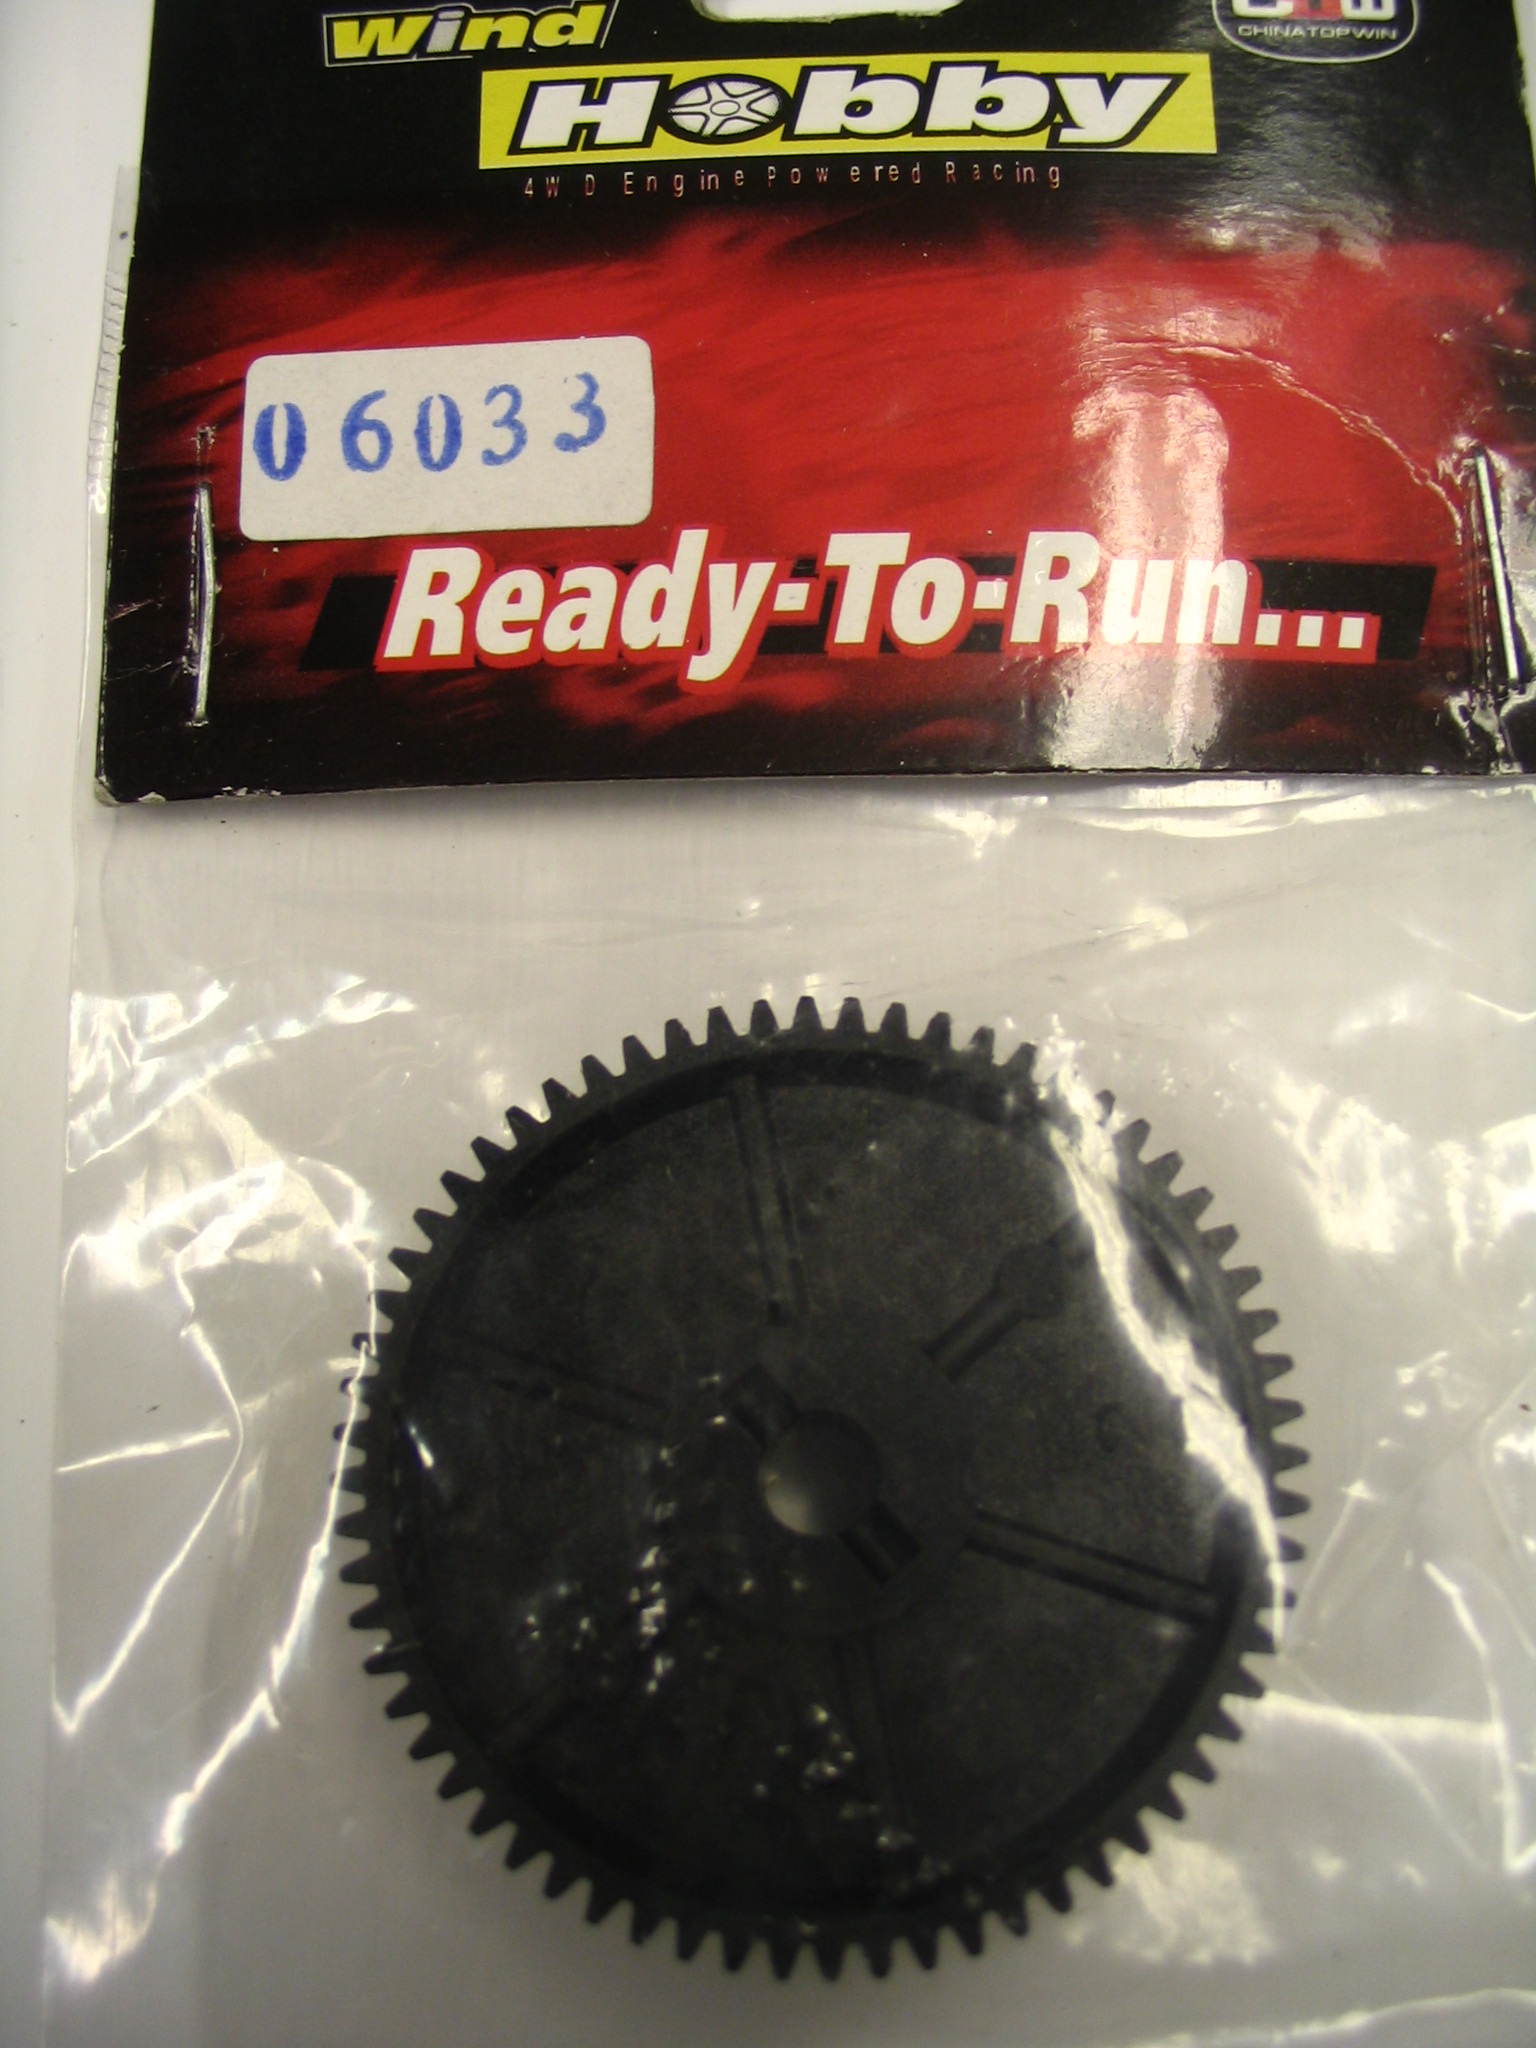 Wind
CHINATOPWIN
Hobby
4WD Engine Powered Racing
06033
Ready-To-Run...